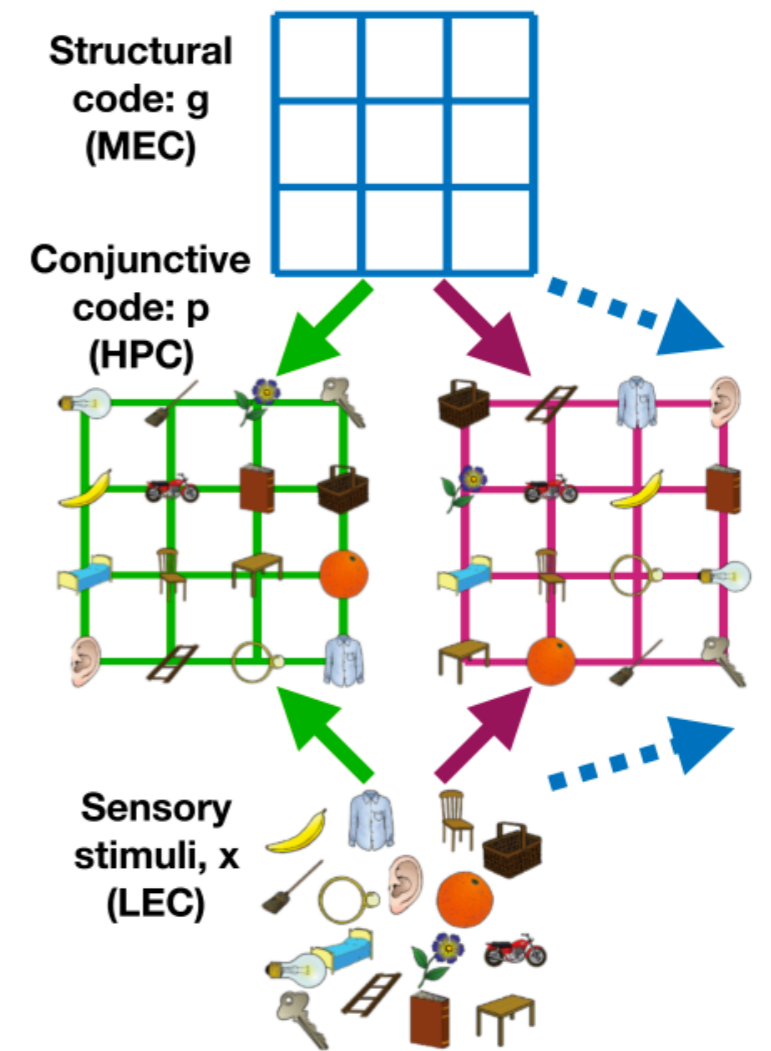 Structural
code: g
(MEC)
Conjunctive
code: p
(HPC)
Sensory
stimuli, x
(LEC)